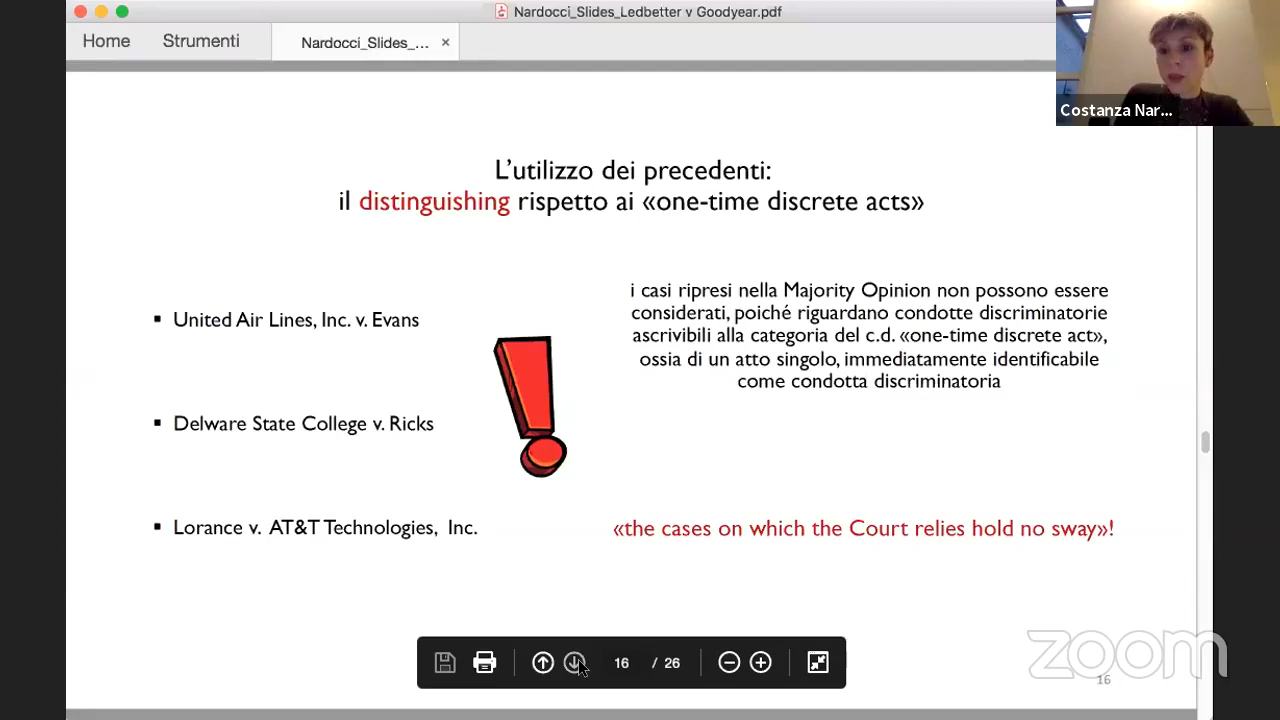 Nardocci_Slides_Ledbetter v Goodyear.pdf
Home
Strumenti
Nardocci_Slides_...
×
Costanza Nar...
L'utilizzo dei precedenti:
il distinguishing rispetto ai «one-time discrete acts»
▪ United Air Lines, Inc. v. Evans
▪ Delware State College v. Ricks
▪ Lorance v. AT&T Technologies, Inc.
i casi ripresi nella Majority Opinion non possono essere
considerati, poiché riguardano condotte discriminatorie
ascrivibili alla categoria del c.d. «one-time discrete act»,
ossia di un atto singolo, immediatamente identificabile
come condotta discriminatoria
«the cases on which the Court relies hold no sway»!
16 / 26
zoom
16